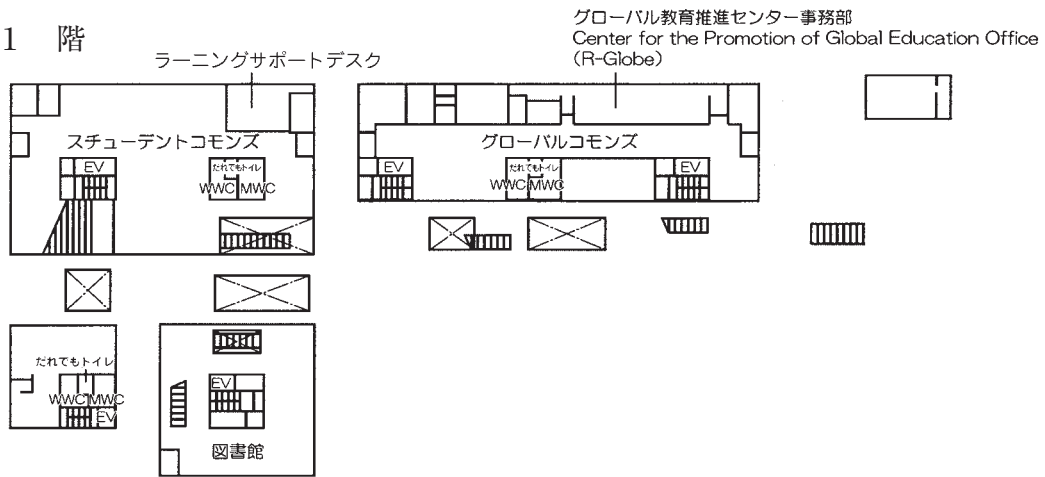 1 階
グローバル教育推進センター事務部
Center for the Promotion of Global Education Office
(R-Globe)
ラーニングサポートデスク
スチューデントコモンズ
グローバルコモンズ
EV
だれでもトイレ
WWC MWC
EV
だれでもトイレ
WWC MWC
EV
だれでもトイレ
WWC MWC
EV
EV
図書館